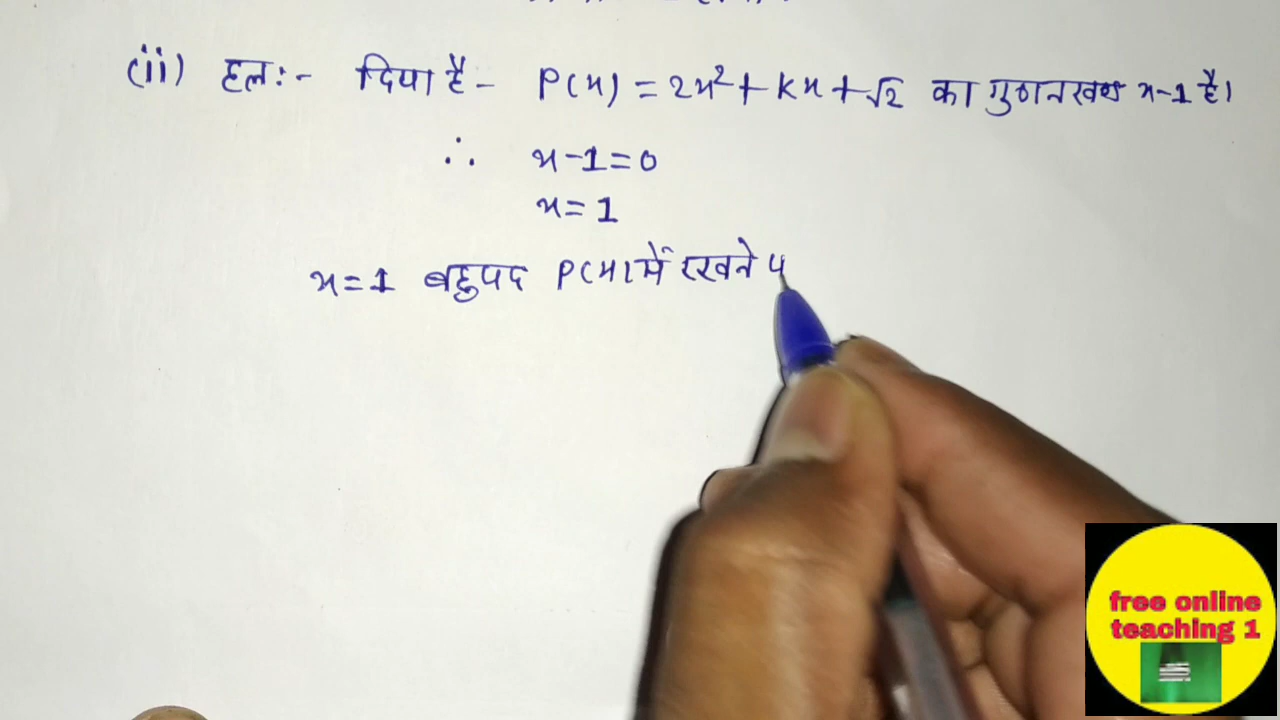 (ii) हलः- दिया है - P(x) = 2x² + kx + √2 का गुणनखण्ड x-1 है।
∴ x-1=0
x=1
x=1 बहुपद P(x) में रखने प
free online
teaching 1